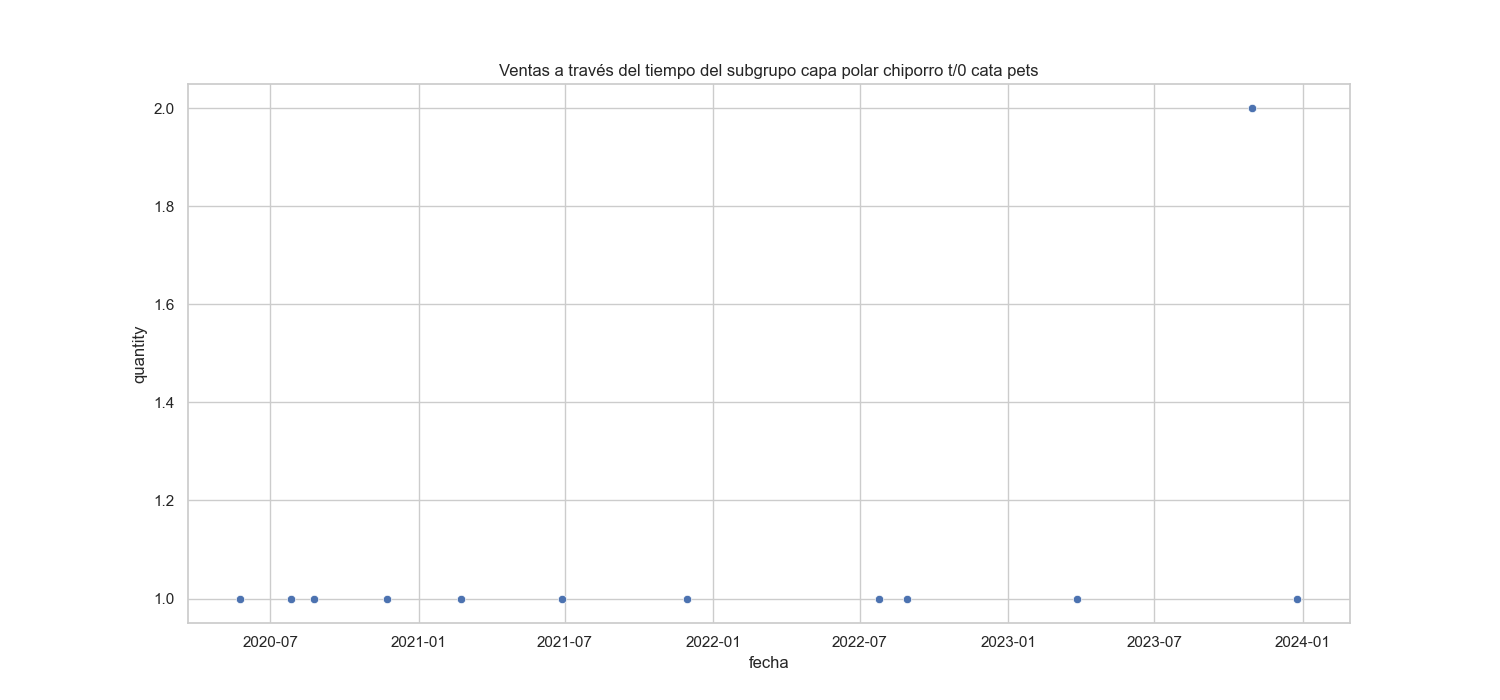 Ventas a través del tiempo del subgrupo capa polar chiporro t/0 cata pets
2.0
1.8
1.6
1.4
1.2
1.0
quantity
2020-07 2021-01 2021-07 2022-01 2022-07 2023-01 2023-07 2024-01
fecha